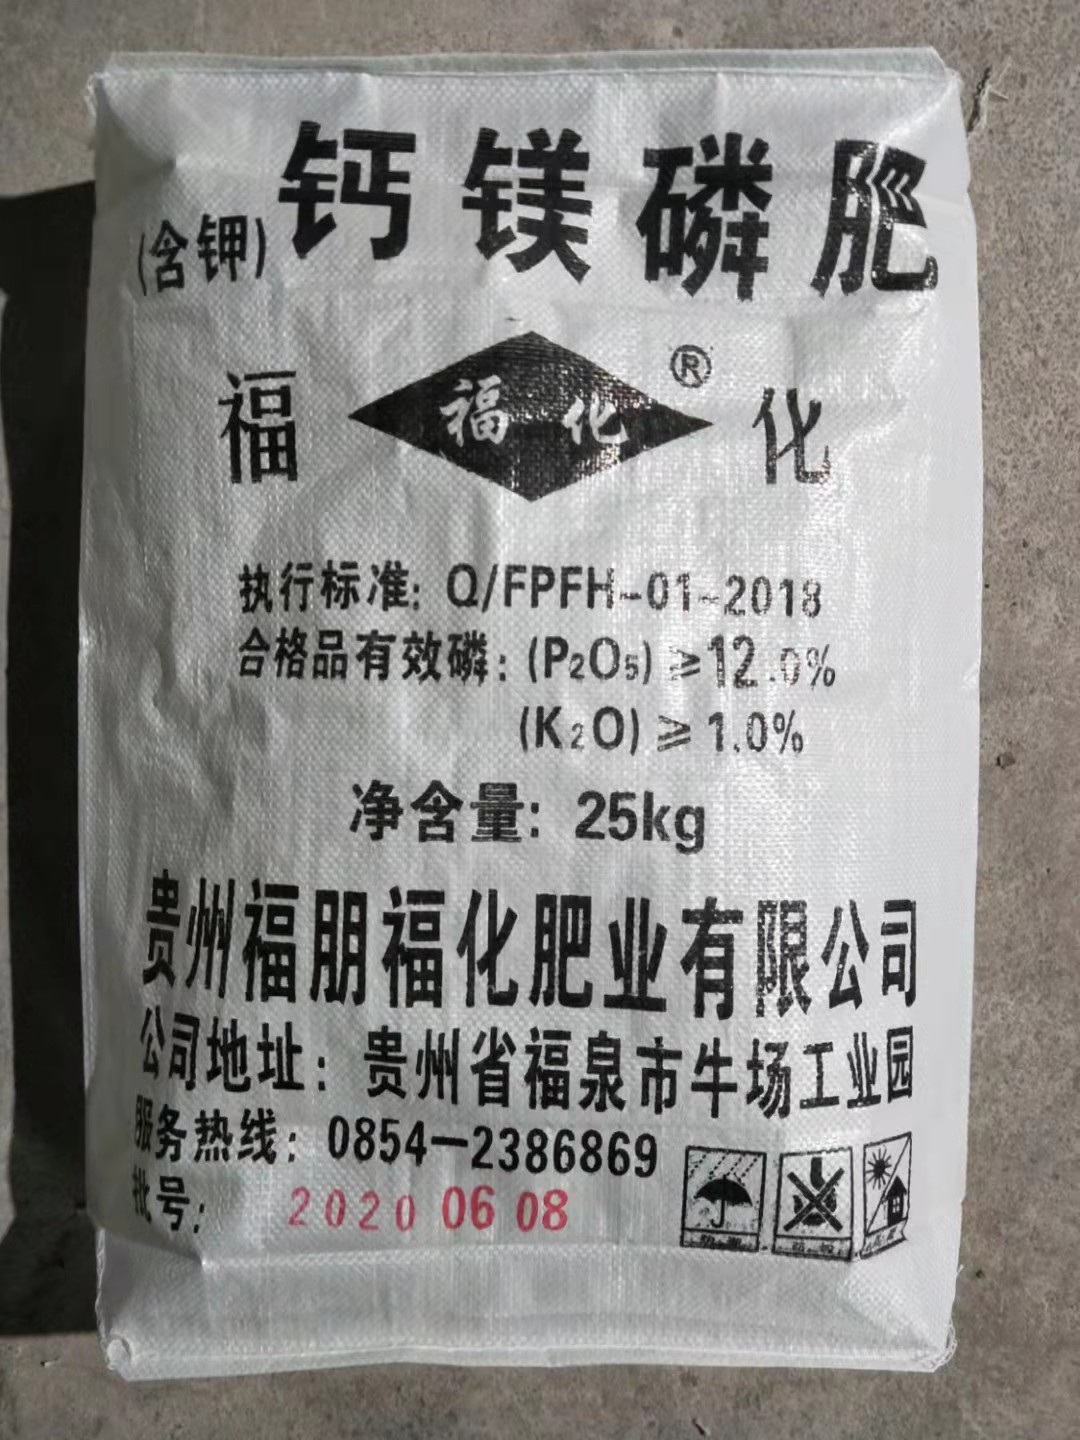 钙镁磷肥
(含钾)
福 福化® 化
执行标准: Q/FPFH-01-2018
合格品有效磷: (P₂O₅) ≥12.0%
(K₂O) ≥1.0%
净含量: 25kg
贵州福朋福化肥业有限公司
公司地址: 贵州省福泉市牛场工业园
服务热线: 0854-2386869
批号: 2020 06 08